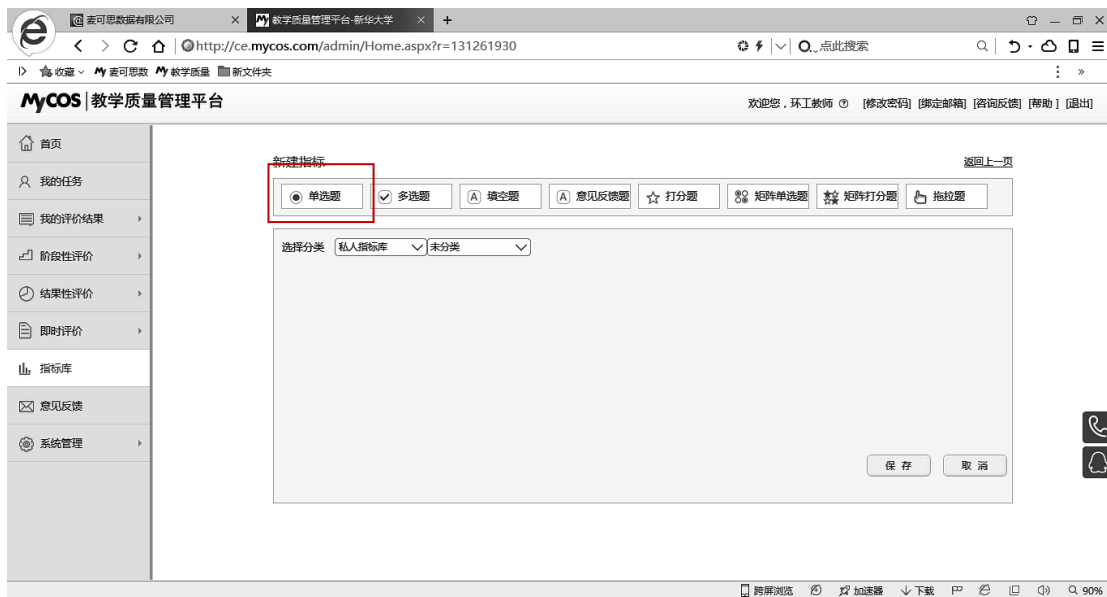 麦可思数据有限公司
教学质量管理平台-新华大学
http://ce.mycos.com/admin/Home.aspx?r=131261930
点此搜索
收藏 My 麦可思数 My 教学质量 新文件夹
MyCOS 教学质量管理平台
欢迎您，环工教师 [修改密码] [绑定邮箱] [咨询反馈] [帮助] [退出]
首页
我的任务
我的评价结果
阶段性评价
结果性评价
即时评价
指标库
意见反馈
系统管理
新建指标
返回上一页
单选题 多选题 A 填空题 A 意见反馈题 打分题 矩阵单选题 矩阵打分题 拖拉题
选择分类 私人指标库 未分类
保存 取消
跨屏浏览 加速器 下载 90%